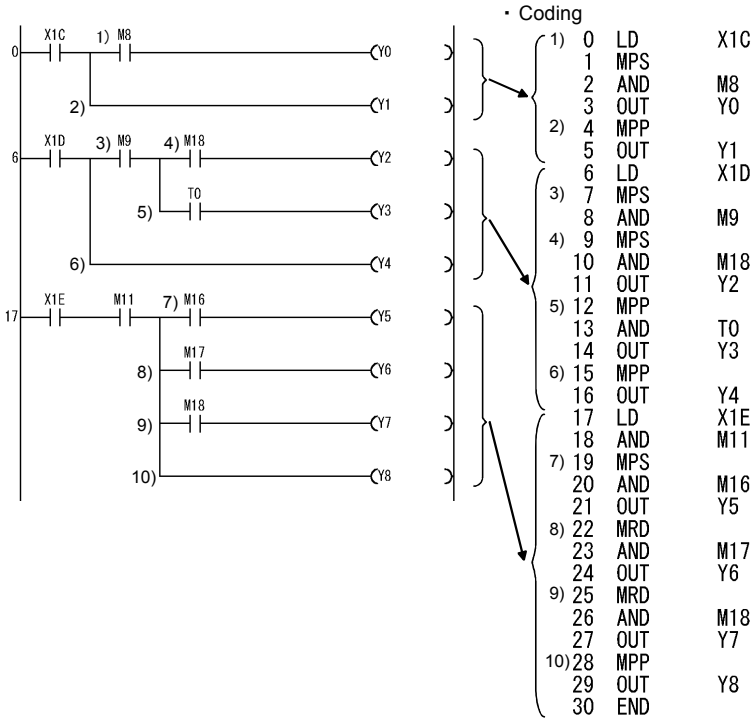 ・ Coding
0 X1C 1) M8 Y0
2) Y1
6 X1D 3) M9 4) M18 Y2
T0
5) Y3
6) Y4
17 X1E M11 7) M16 Y5
M17
8) Y6
M18
9) Y7
10) Y8
1) 0 LD X1C
1 MPS
2 AND M8
3 OUT Y0
2) 4 MPP
5 OUT Y1
6 LD X1D
3) 7 MPS
8 AND M9
4) 9 MPS
10 AND M18
11 OUT Y2
5) 12 MPP
13 AND T0
14 OUT Y3
6) 15 MPP
16 OUT Y4
17 LD X1E
18 AND M11
7) 19 MPS
20 AND M16
21 OUT Y5
8) 22 MRD
23 AND M17
24 OUT Y6
9) 25 MRD
26 AND M18
27 OUT Y7
10) 28 MPP
29 OUT Y8
30 END